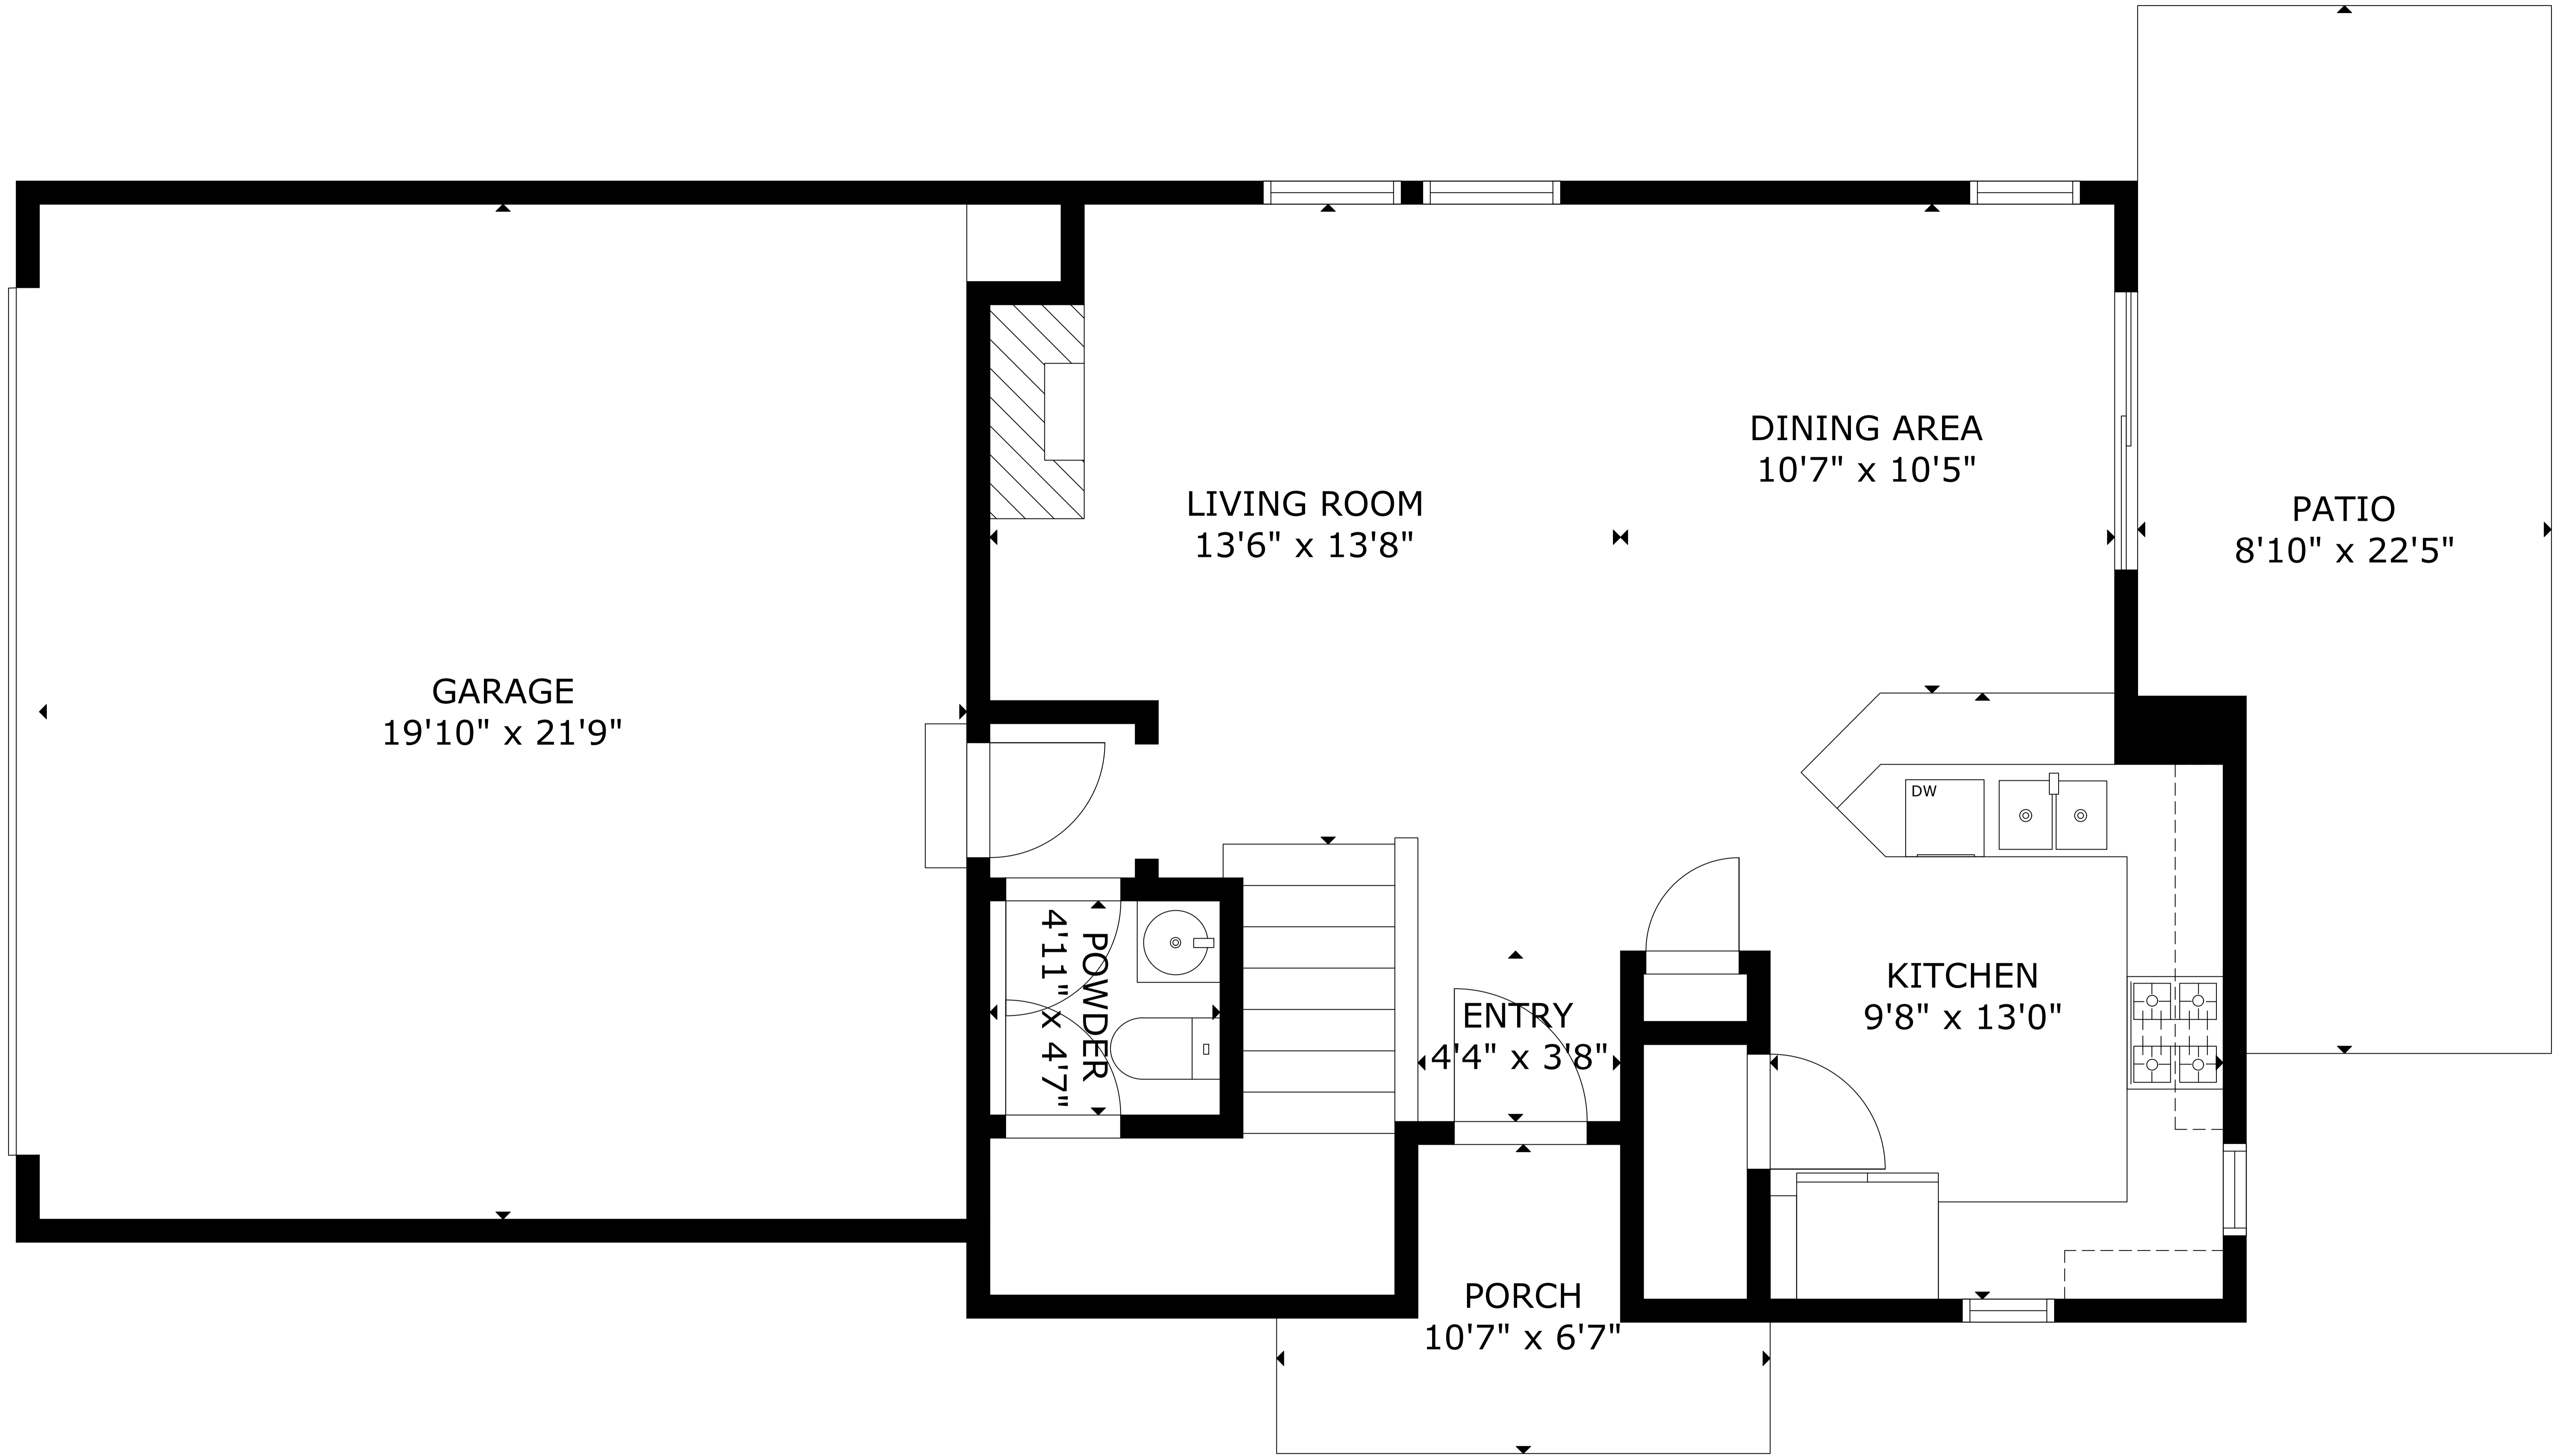 DINING AREA
10'7" x 10'5"
LIVING ROOM
13'6" x 13'8"
PATIO
8'10" x 22'5"
GARAGE
19'10" x 21'9"
DW
POWDER
4'11" x 4'7"
ENTRY
4'4" x 3'8"
KITCHEN
9'8" x 13'0"
PORCH
10'7" x 6'7"